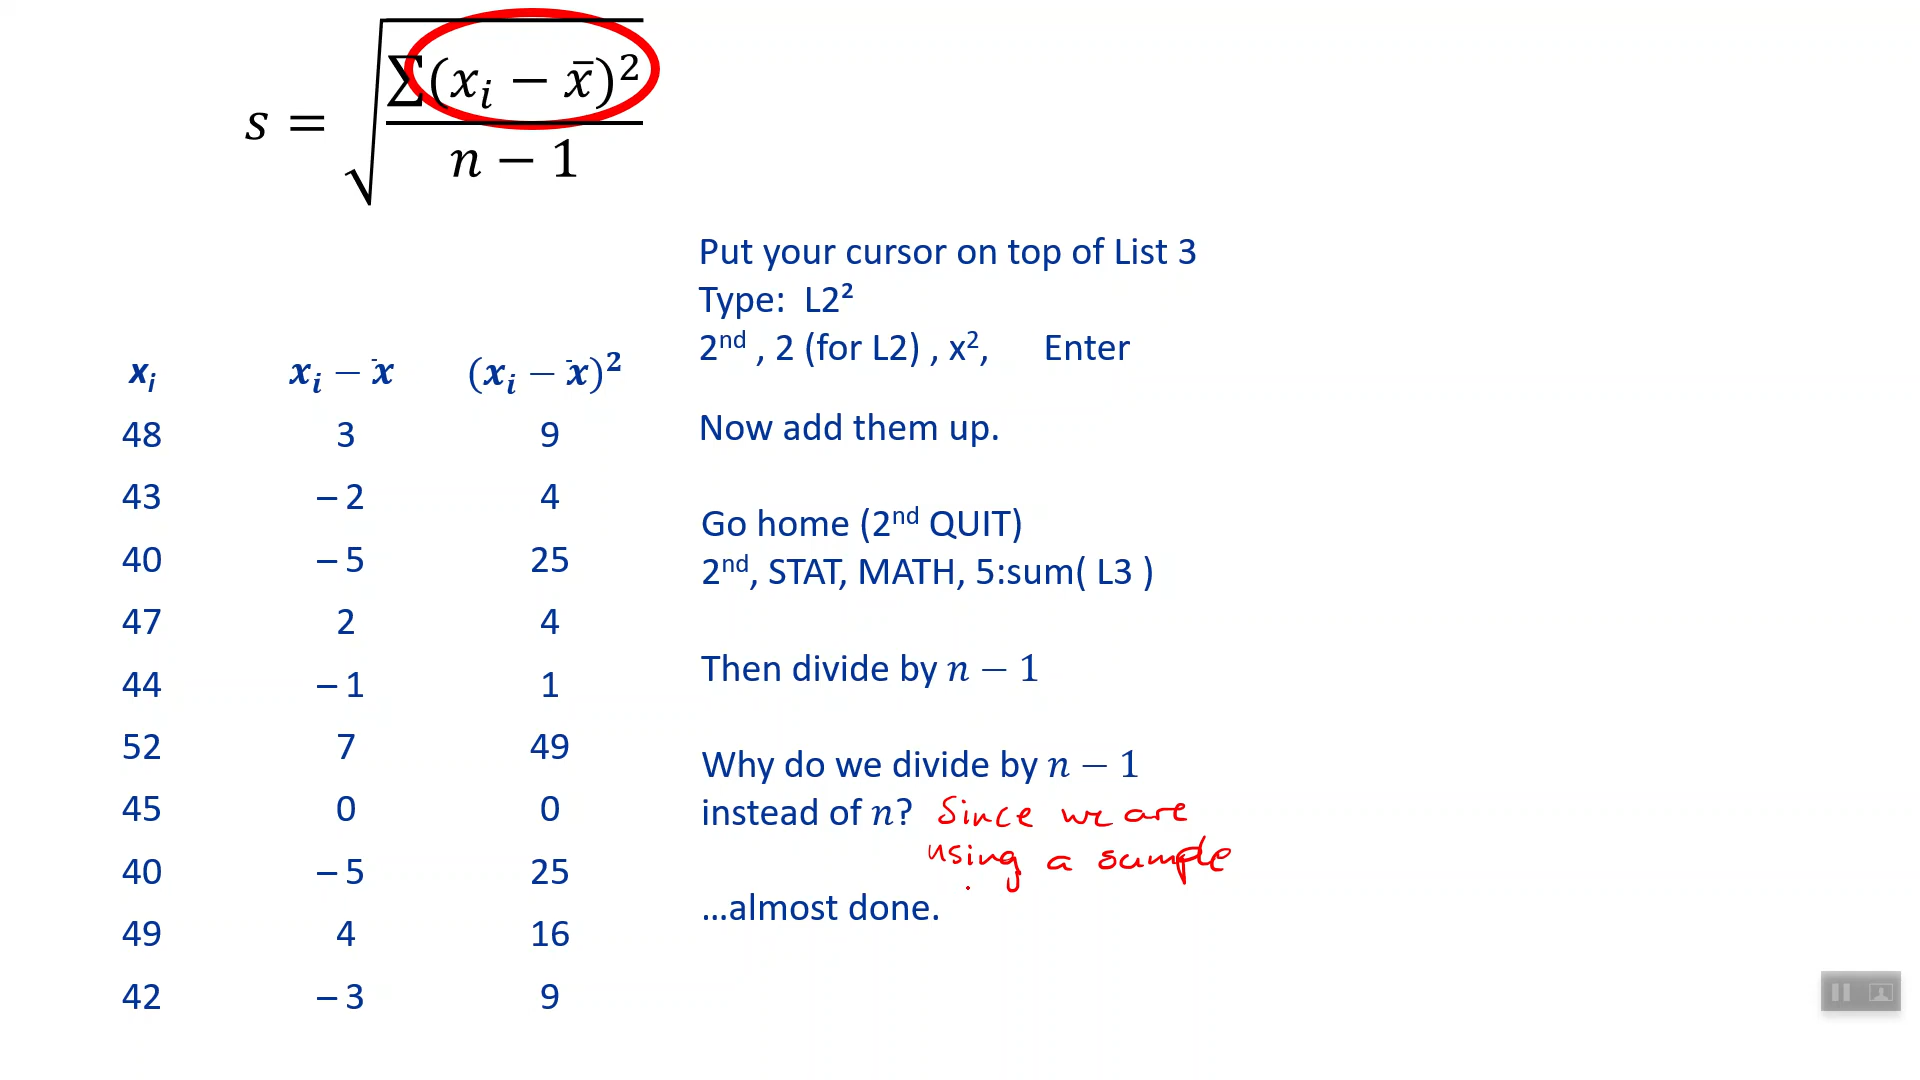 s = √(∑(xᵢ − x̄)² / (n − 1))
Put your cursor on top of List 3
Type: L2²
2ⁿᵈ , 2 (for L2) , x², Enter
Now add them up.
Go home (2ⁿᵈ QUIT)
2ⁿᵈ, STAT, MATH, 5:sum( L3 )
Then divide by n − 1
Why do we divide by n − 1
instead of n? Since we are
using a sample
...almost done.
xᵢ xᵢ − x̄ (xᵢ − x̄)²
48 3 9
43 – 2 4
40 – 5 25
47 2 4
44 – 1 1
52 7 49
45 0 0
40 – 5 25
49 4 16
42 – 3 9